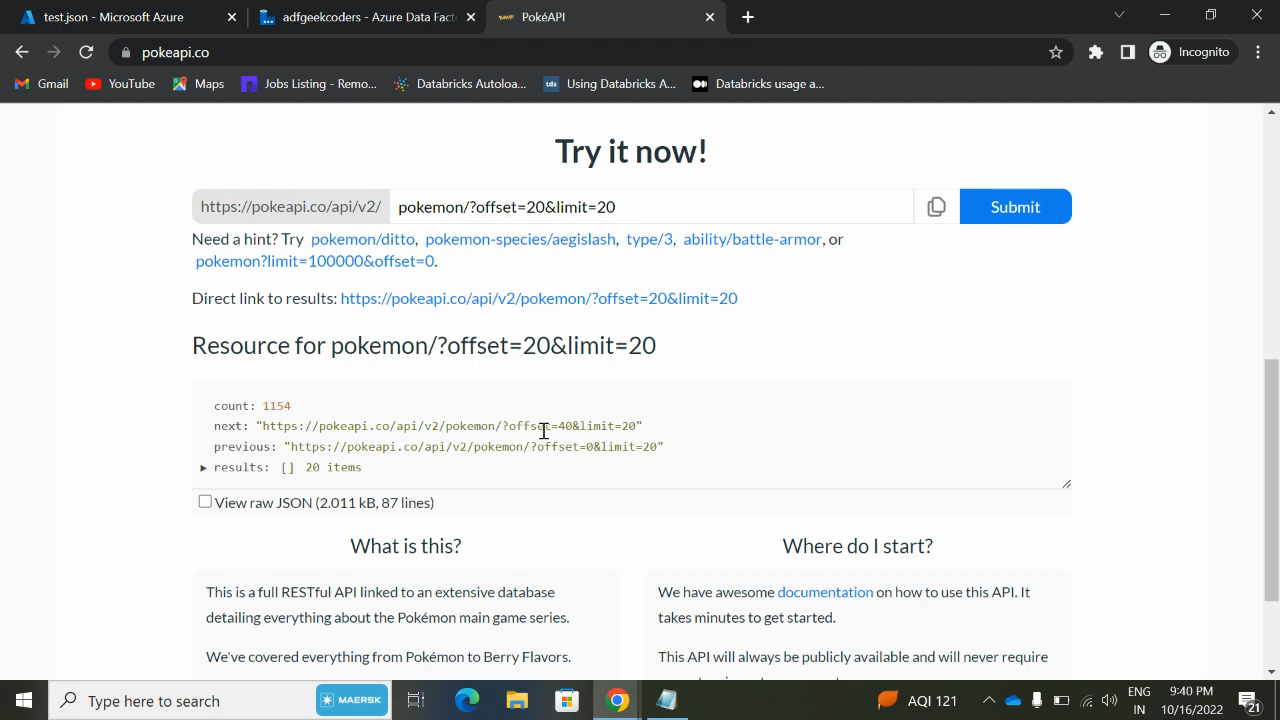 test.json - Microsoft Azure
adfgeekcoders - Azure Data Fact
PokéAPI
pokeapi.co
Incognito
Gmail
YouTube
Maps
Jobs Listing - Remo...
Databricks Autoloa...
tds
Using Databricks A...
Databricks usage a...
Try it now!
https://pokeapi.co/api/v2/
pokemon/?offset=20&limit=20
Submit
Need a hint? Try pokemon/ditto, pokemon-species/aegislash, type/3, ability/battle-armor, or
pokemon?limit=100000&offset=0.
Direct link to results: https://pokeapi.co/api/v2/pokemon/?offset=20&limit=20
Resource for pokemon/?offset=20&limit=20
count: 1154
next: "https://pokeapi.co/api/v2/pokemon/?offset=40&limit=20"
previous: "https://pokeapi.co/api/v2/pokemon/?offset=0&limit=20"
results: [] 20 items
View raw JSON (2.011 kB, 87 lines)
What is this?
This is a full RESTful API linked to an extensive database
detailing everything about the Pokémon main game series.
We've covered everything from Pokémon to Berry Flavors.
Where do I start?
We have awesome documentation on how to use this API. It
takes minutes to get started.
This API will always be publicly available and will never require
Type here to search
MAERSK
AQI 121
ENG
IN
9:40 PM
10/16/2022
21